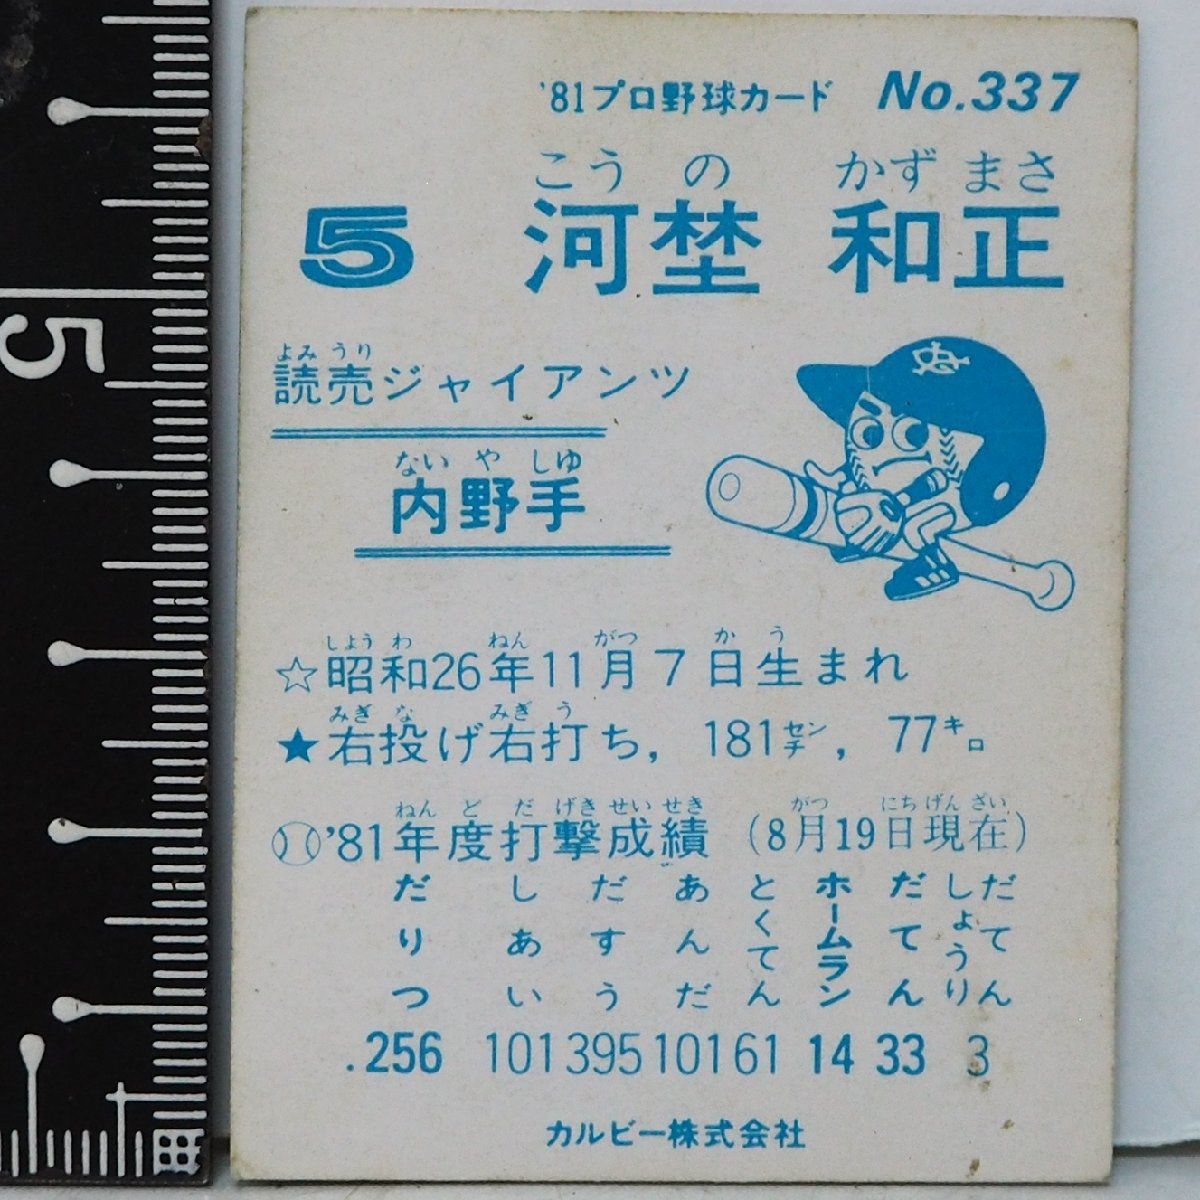 '81プロ野球カード No.337
こうの かずまさ
5 河埜 和正
よみうり
読売ジャイアンツ
ない や しゆ
内野手
しょう わ ねん がつ か う
☆昭和26年11月7日生まれ
みぎ な みぎ う
★右投げ右打ち，181センチ，77キロ
ねん ど だ げき せい せき がつ にち げん ざい
'81年度打撃成績 (8月19日現在)
だりつ しあい だすう あんだ とくてん ホームラン だてん しょうりだてん
.256 101 395 101 61 14 33 3
カルビー株式会社
5
4